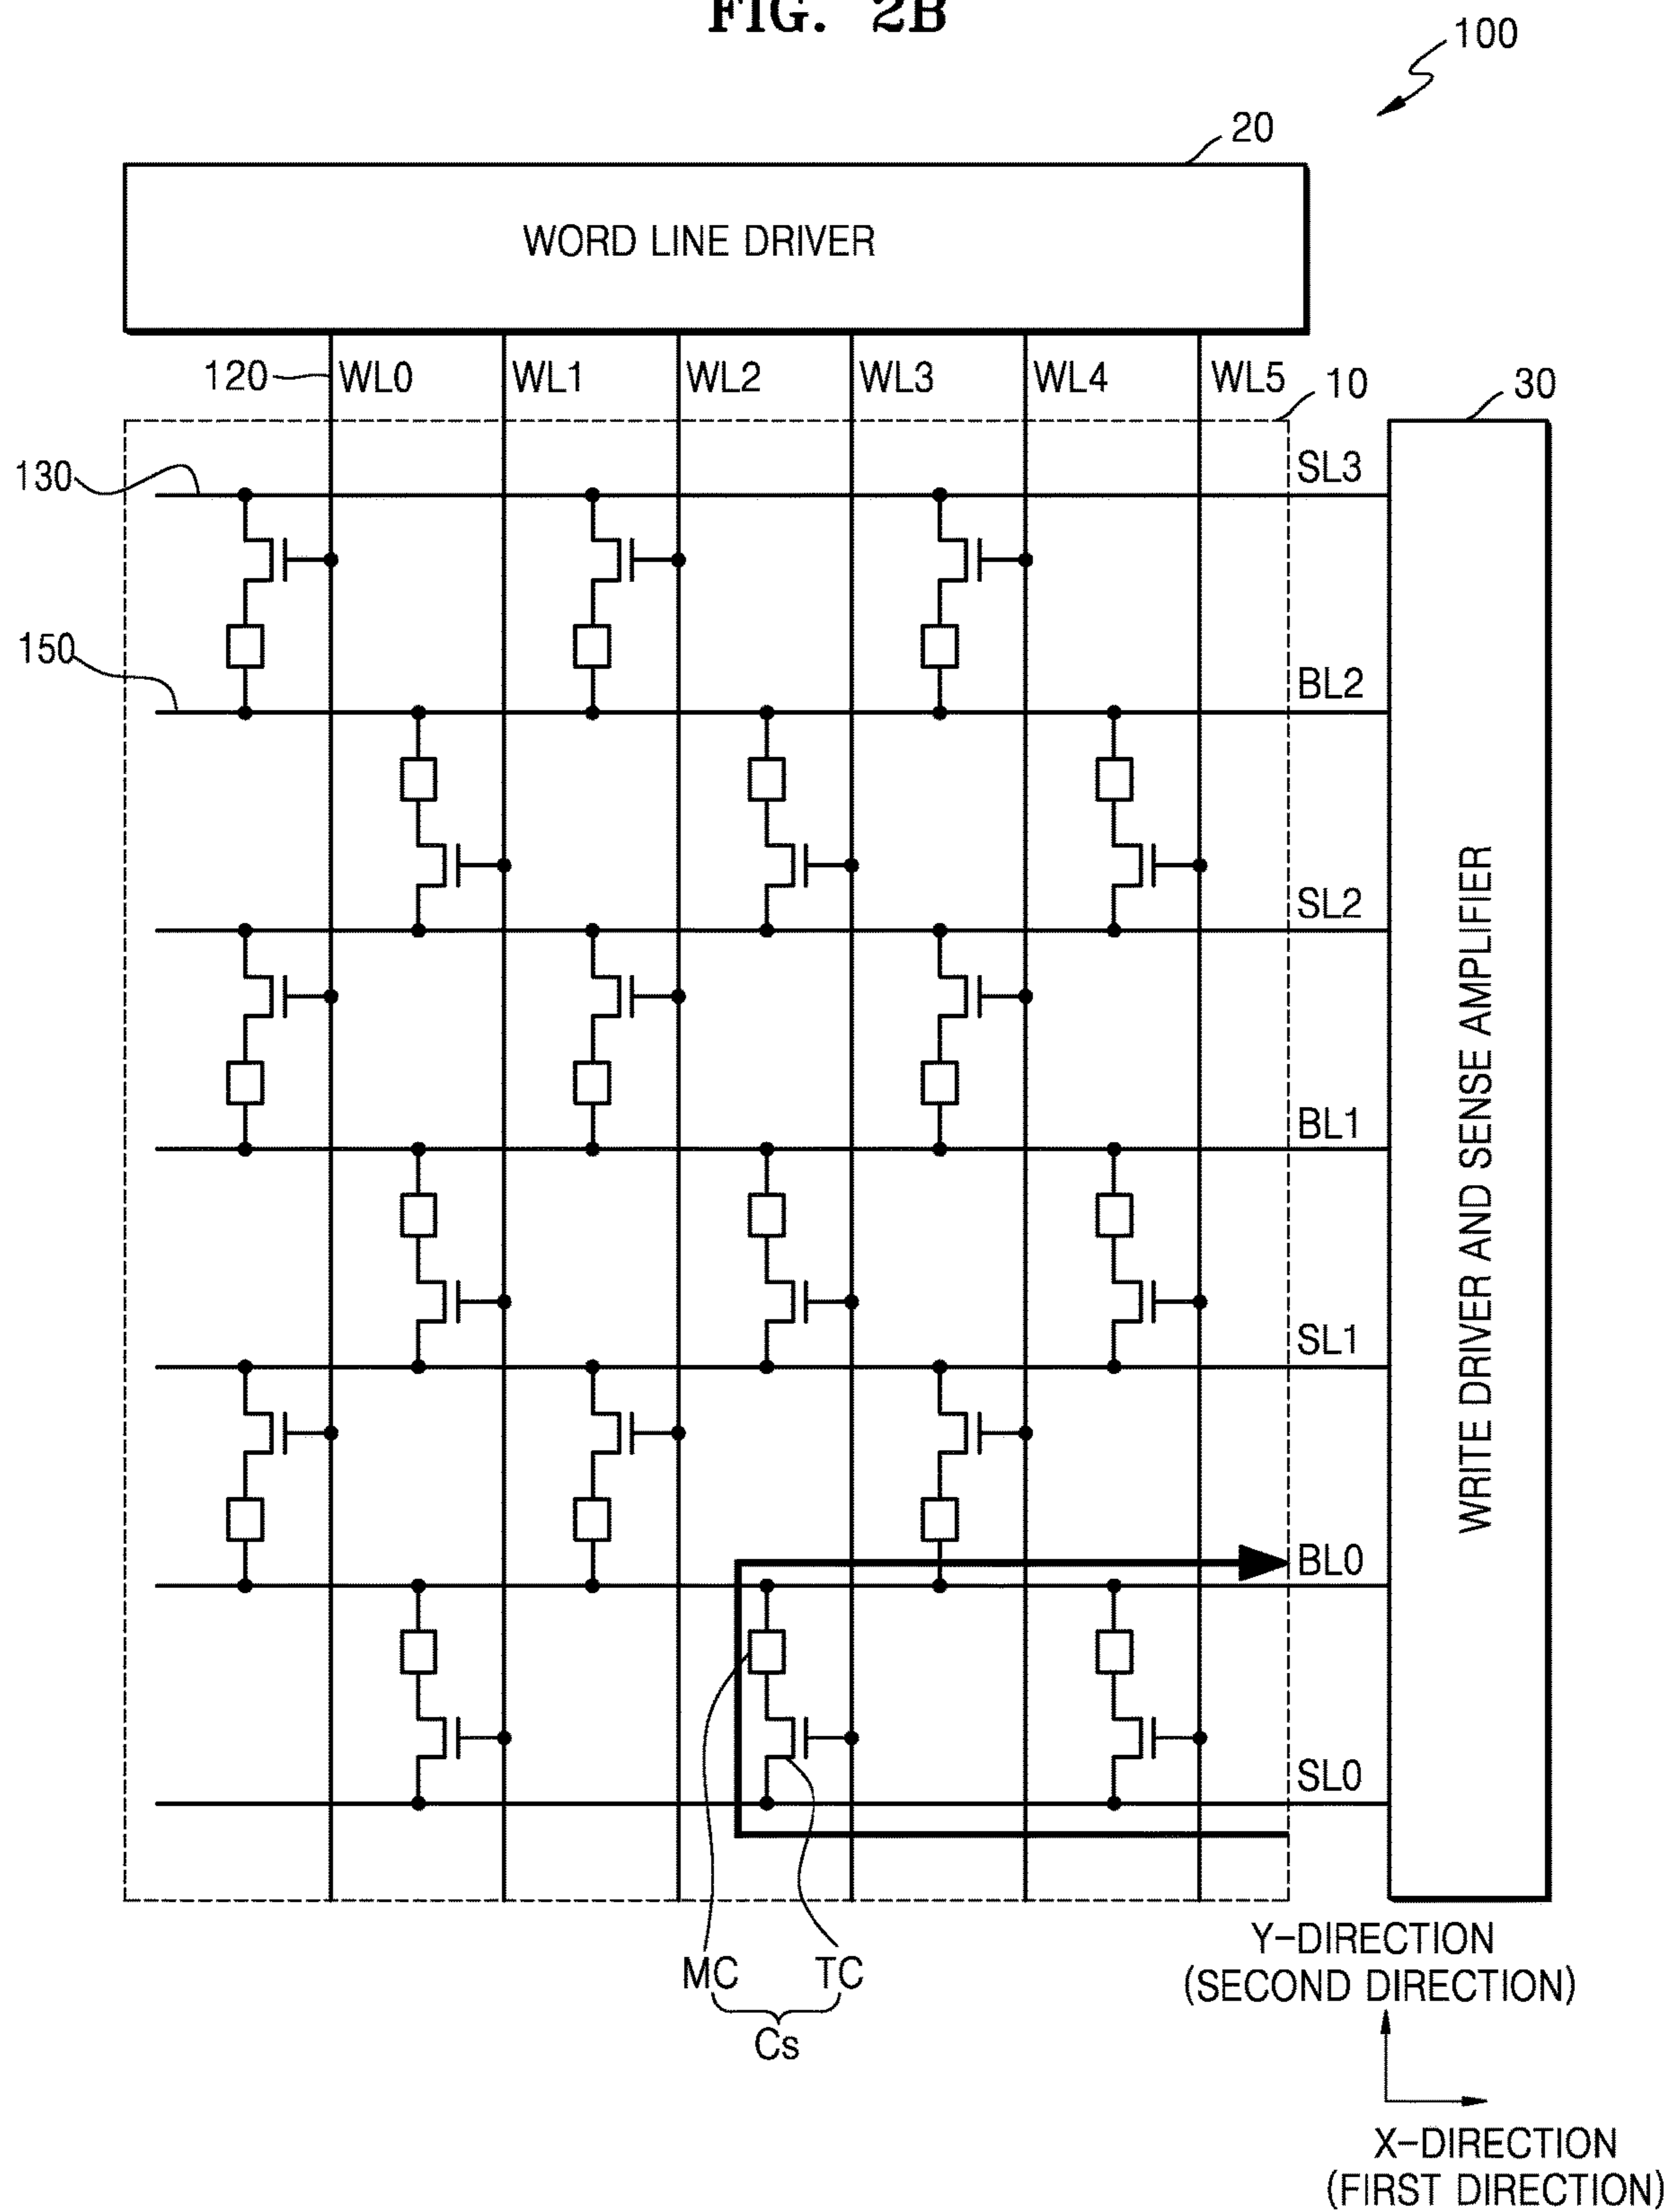 FIG. 2B
100
20
WORD LINE DRIVER
120 WL0 WL1 WL2 WL3 WL4 WL5
10 30
SL3
130
150
BL2
SL2
BL1
SL1
BL0
SL0
WRITE DRIVER AND SENSE AMPLIFIER
MC TC
Cs
Y-DIRECTION
(SECOND DIRECTION)
X-DIRECTION
(FIRST DIRECTION)